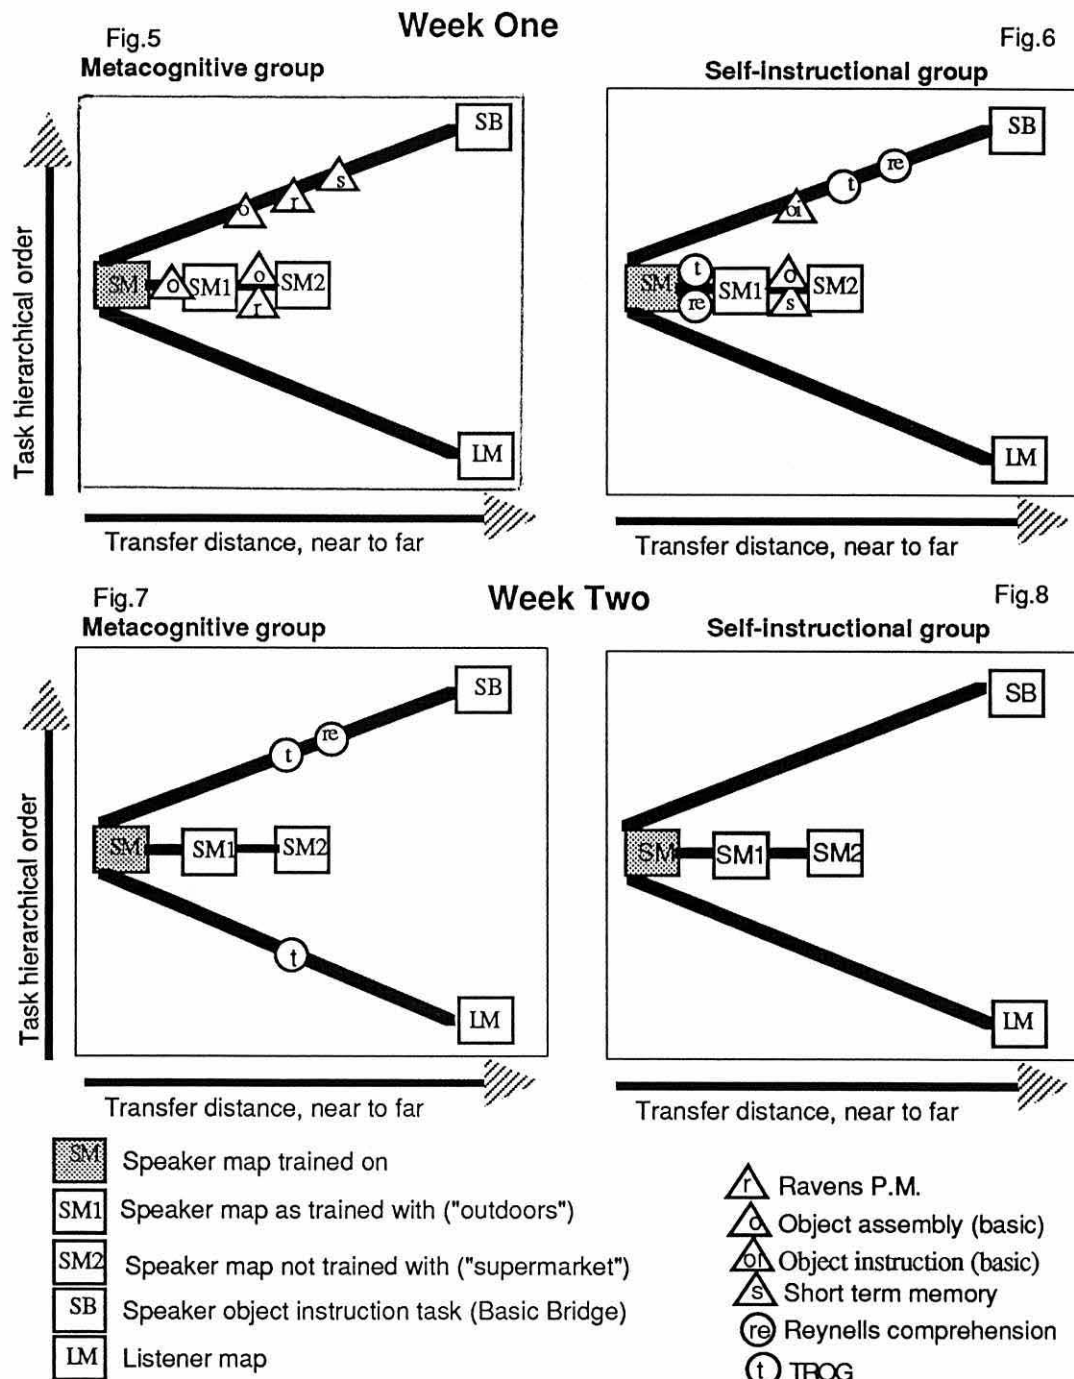 Week One
Fig.5
Metacognitive group
Fig.6
Self-instructional group
Task hierarchical order
SB
s
r
o
SM
o
SM1
o
r
SM2
LM
Transfer distance, near to far
SB
re
t
oi
SM
t
re
SM1
o
s
SM2
LM
Transfer distance, near to far
Week Two
Fig.7
Metacognitive group
Fig.8
Self-instructional group
Task hierarchical order
SB
re
t
SM
SM1
SM2
t
LM
Transfer distance, near to far
SB
SM
SM1
SM2
LM
Transfer distance, near to far
SM Speaker map trained on
SM1 Speaker map as trained with ("outdoors")
SM2 Speaker map not trained with ("supermarket")
SB Speaker object instruction task (Basic Bridge)
LM Listener map
r Ravens P.M.
o Object assembly (basic)
oi Object instruction (basic)
s Short term memory
re Reynells comprehension
t TROG